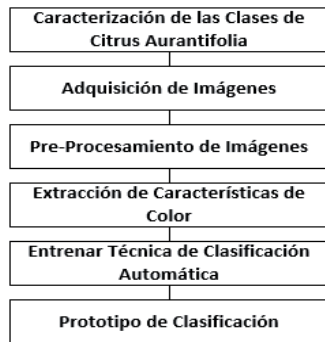 Caracterización de las Clases de
Citrus Aurantifolia
Adquisición de Imágenes
Pre-Procesamiento de Imágenes
Extracción de Características de
Color
Entrenar Técnica de Clasificación
Automática
Prototipo de Clasificación